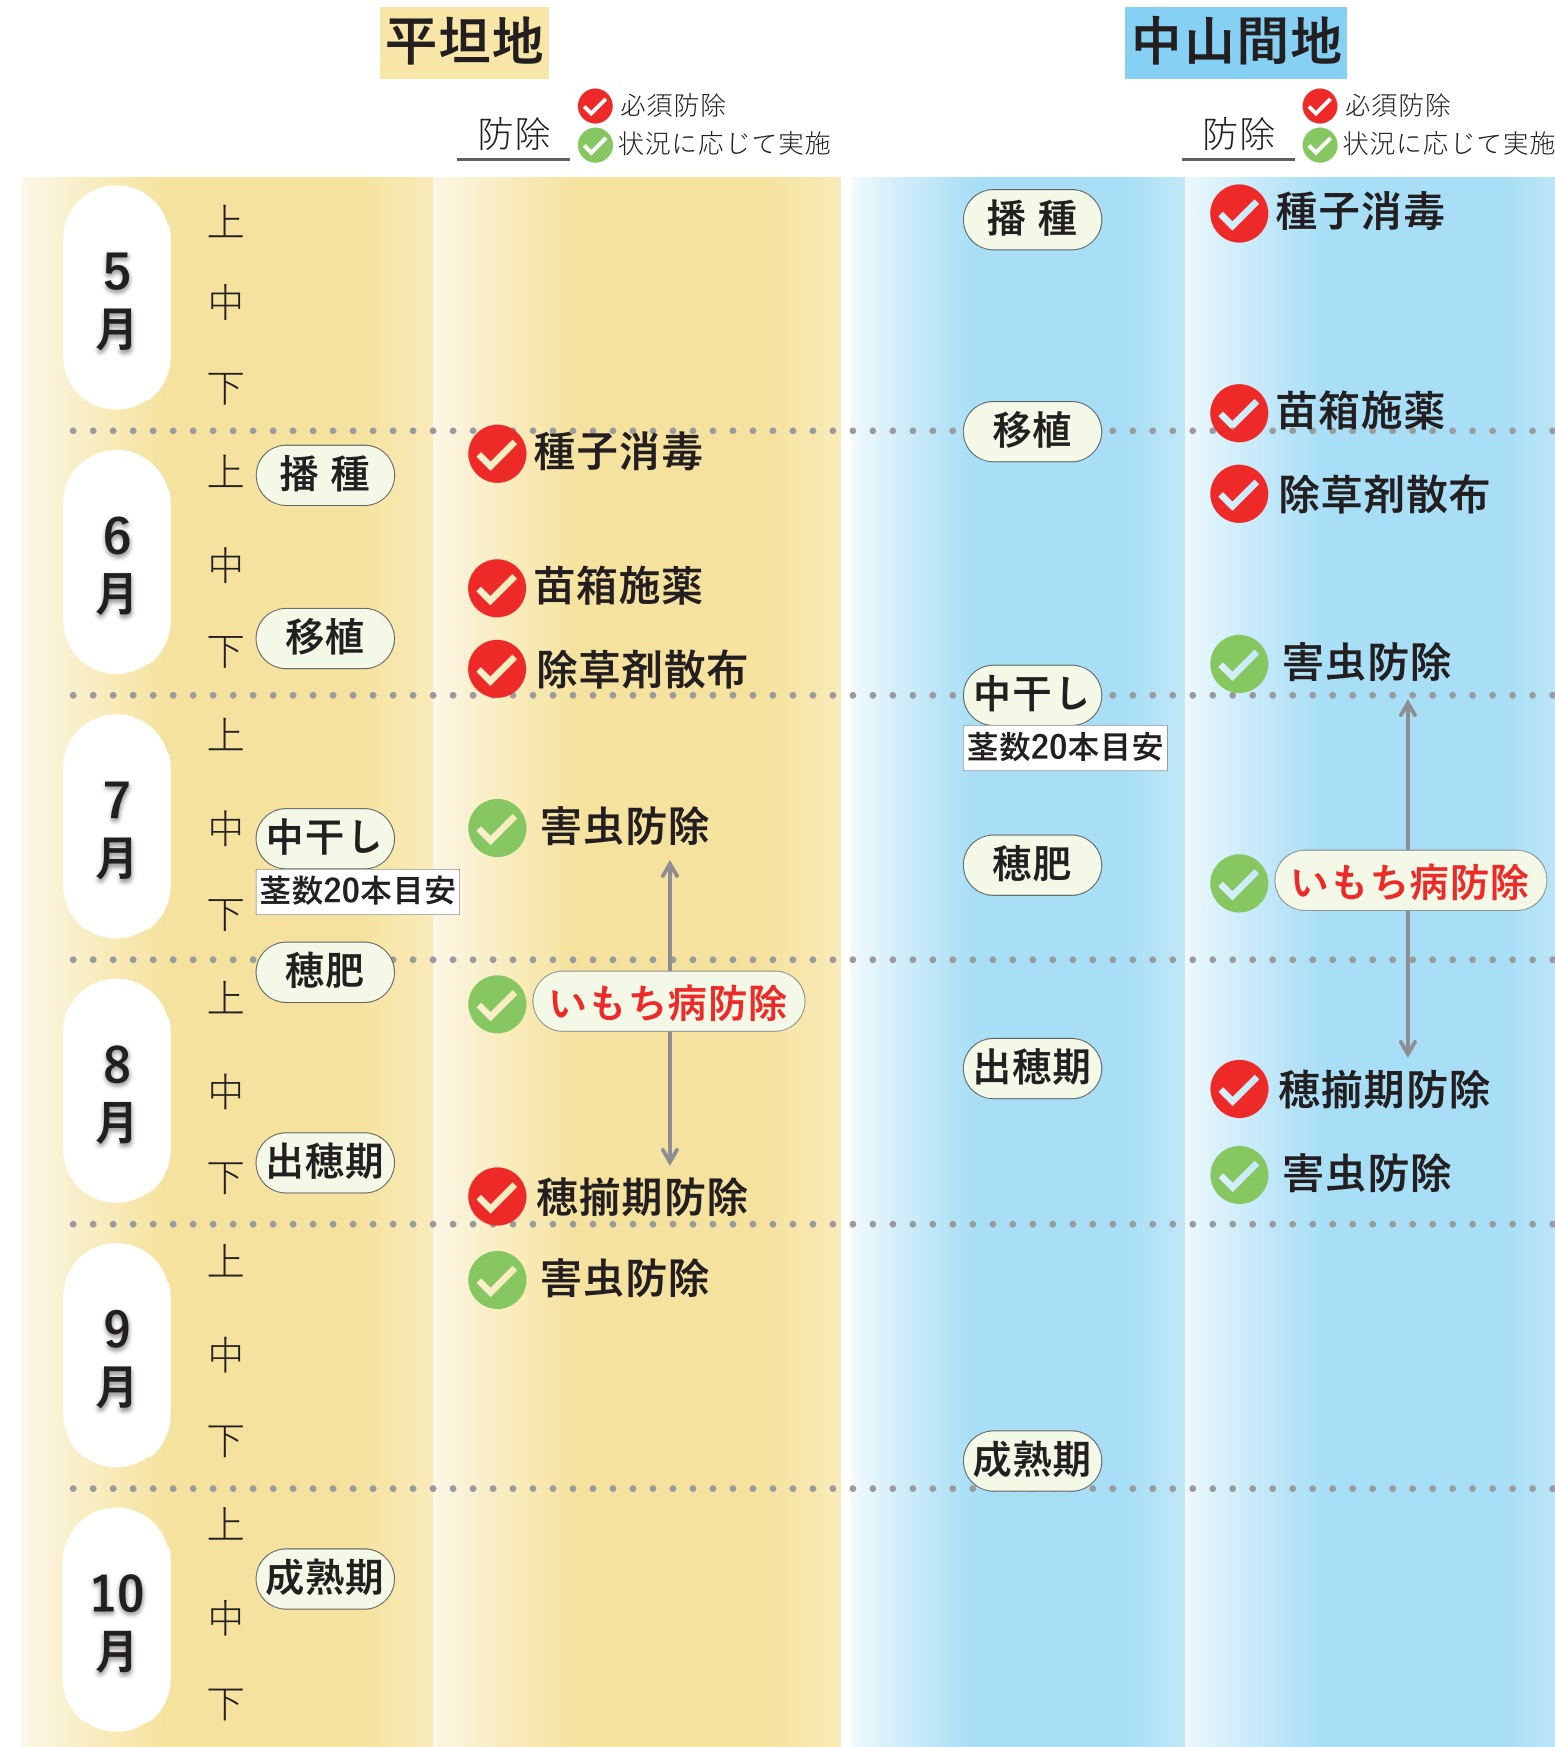 平坦地
防除
必須防除
状況に応じて実施
中山間地
防除
必須防除
状況に応じて実施
5月
上
中
下
6月
上
中
下
7月
上
中
下
8月
上
中
下
9月
上
中
下
10月
上
中
下
播種
移植
中干し
茎数20本目安
穂肥
出穂期
成熟期
種子消毒
苗箱施薬
除草剤散布
害虫防除
いもち病防除
穂揃期防除
害虫防除
播種
移植
中干し
茎数20本目安
穂肥
出穂期
成熟期
種子消毒
苗箱施薬
除草剤散布
害虫防除
いもち病防除
穂揃期防除
害虫防除